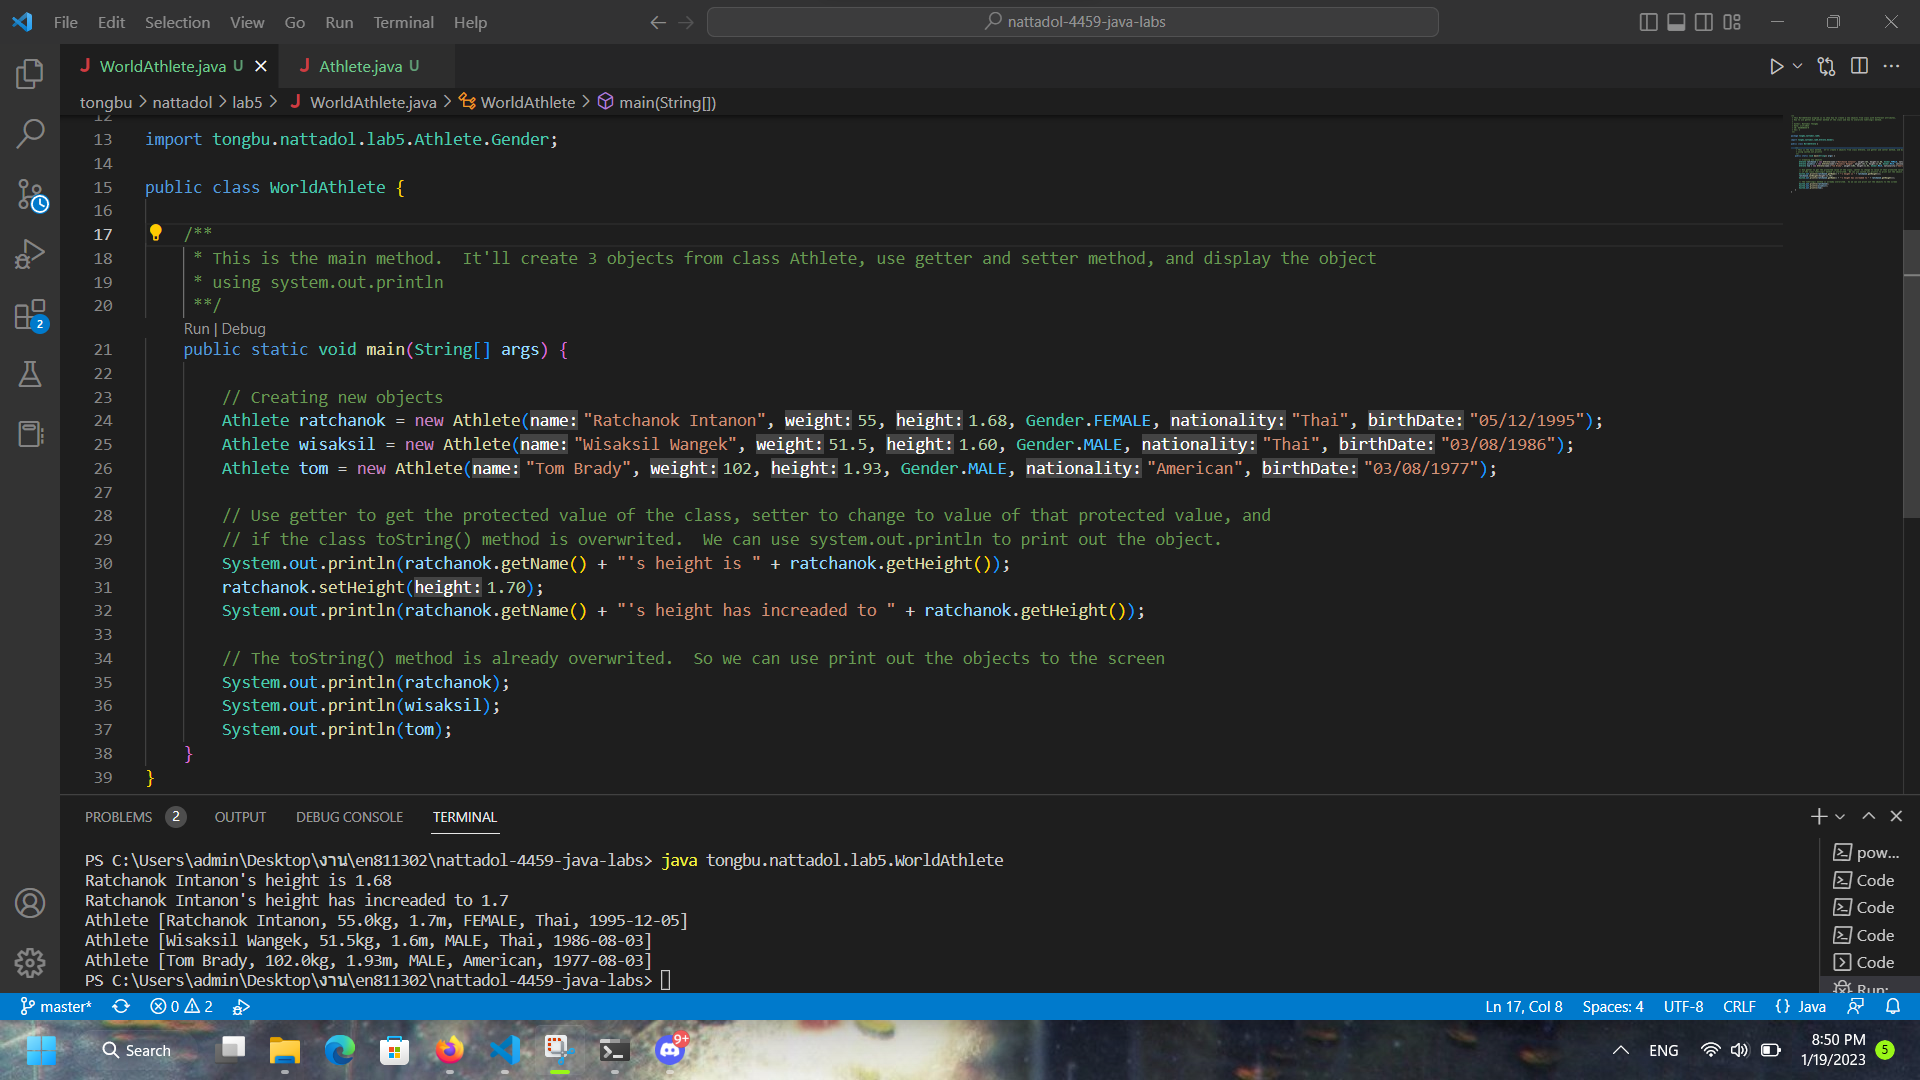 File Edit Selection View Go Run Terminal Help
nattadol-4459-java-labs
WorldAthlete.java U
Athlete.java U
tongbu > nattadol > lab5 > WorldAthlete.java > WorldAthlete > main(String[])
12
13 import tongbu.nattadol.lab5.Athlete.Gender;
14
15 public class WorldAthlete {
16
17 /**
18 * This is the main method.  It'll create 3 objects from class Athlete, use getter and setter method, and display the object
19 * using system.out.println
20 **/
Run | Debug
21 public static void main(String[] args) {
22
23 // Creating new objects
24 Athlete ratchanok = new Athlete(name: "Ratchanok Intanon", weight: 55, height: 1.68, Gender.FEMALE, nationality: "Thai", birthDate: "05/12/1995");
25 Athlete wisaksil = new Athlete(name: "Wisaksil Wangek", weight: 51.5, height: 1.60, Gender.MALE, nationality: "Thai", birthDate: "03/08/1986");
26 Athlete tom = new Athlete(name: "Tom Brady", weight: 102, height: 1.93, Gender.MALE, nationality: "American", birthDate: "03/08/1977");
27
28 // Use getter to get the protected value of the class, setter to change to value of that protected value, and
29 // if the class toString() method is overwrited.  We can use system.out.println to print out the object.
30 System.out.println(ratchanok.getName() + "'s height is " + ratchanok.getHeight());
31 ratchanok.setHeight(height: 1.70);
32 System.out.println(ratchanok.getName() + "'s height has increaded to " + ratchanok.getHeight());
33
34 // The toString() method is already overwrited.  So we can use print out the objects to the screen
35 System.out.println(ratchanok);
36 System.out.println(wisaksil);
37 System.out.println(tom);
38 }
39 }
PROBLEMS 2 OUTPUT DEBUG CONSOLE TERMINAL
PS C:\Users\admin\Desktop\งาน\en811302\nattadol-4459-java-labs> java tongbu.nattadol.lab5.WorldAthlete
Ratchanok Intanon's height is 1.68
Ratchanok Intanon's height has increaded to 1.7
Athlete [Ratchanok Intanon, 55.0kg, 1.7m, FEMALE, Thai, 1995-12-05]
Athlete [Wisaksil Wangek, 51.5kg, 1.6m, MALE, Thai, 1986-08-03]
Athlete [Tom Brady, 102.0kg, 1.93m, MALE, American, 1977-08-03]
PS C:\Users\admin\Desktop\งาน\en811302\nattadol-4459-java-labs>
pow...
Code
Code
Code
Code
Run:
2
master* 0 2
Ln 17, Col 8 Spaces: 4 UTF-8 CRLF {} Java
Search
9+
ENG
8:50 PM
1/19/2023
5